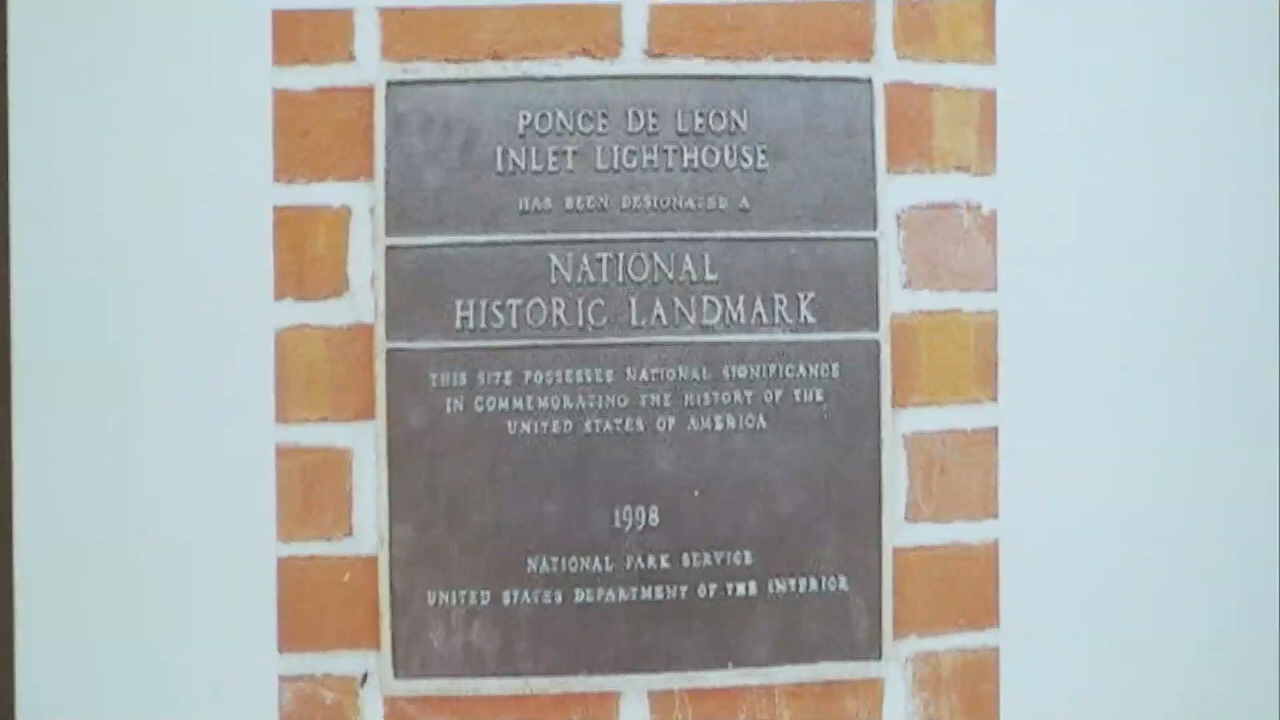 PONCE DE LEON
INLET LIGHTHOUSE
HAS BEEN DESIGNATED A
NATIONAL
HISTORIC LANDMARK
THIS SITE POSSESSES NATIONAL SIGNIFICANCE
IN COMMEMORATING THE HISTORY OF THE
UNITED STATES OF AMERICA
1998
NATIONAL PARK SERVICE
UNITED STATES DEPARTMENT OF THE INTERIOR